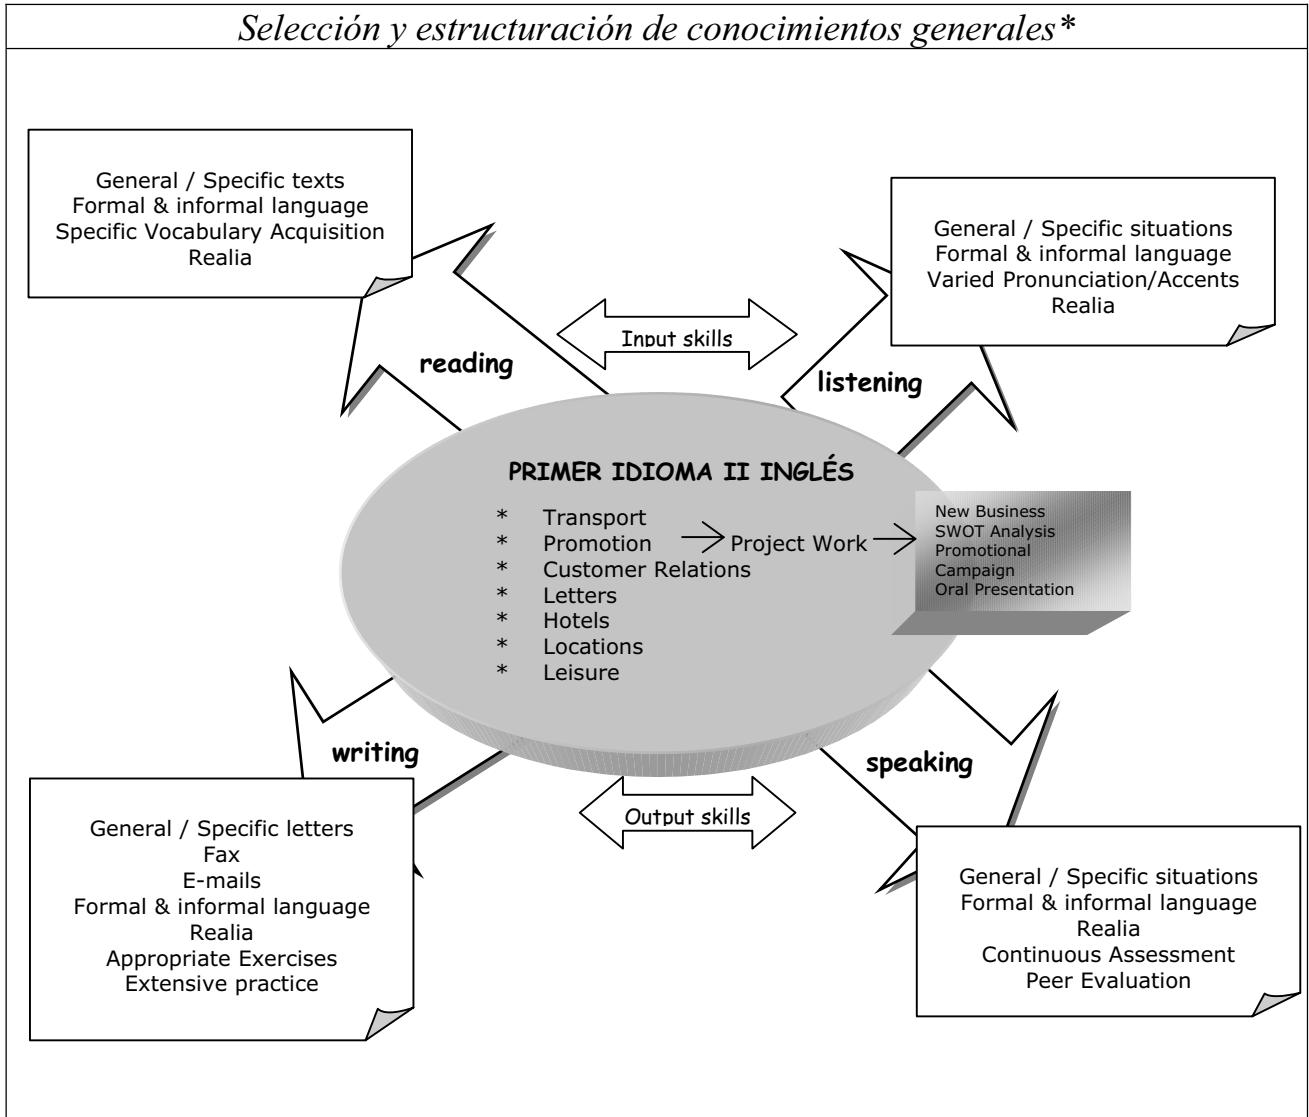 Selección y estructuración de conocimientos generales*
General / Specific texts
Formal & informal language
Specific Vocabulary Acquisition
Realia
General / Specific situations
Formal & informal language
Varied Pronunciation/Accents
Realia
Input skills
reading
listening
PRIMER IDIOMA II INGLÉS
* Transport
* Promotion
* Customer Relations
* Letters
* Hotels
* Locations
* Leisure
Project Work
New Business
SWOT Analysis
Promotional
Campaign
Oral Presentation
writing
speaking
Output skills
General / Specific letters
Fax
E-mails
Formal & informal language
Realia
Appropriate Exercises
Extensive practice
General / Specific situations
Formal & informal language
Realia
Continuous Assessment
Peer Evaluation